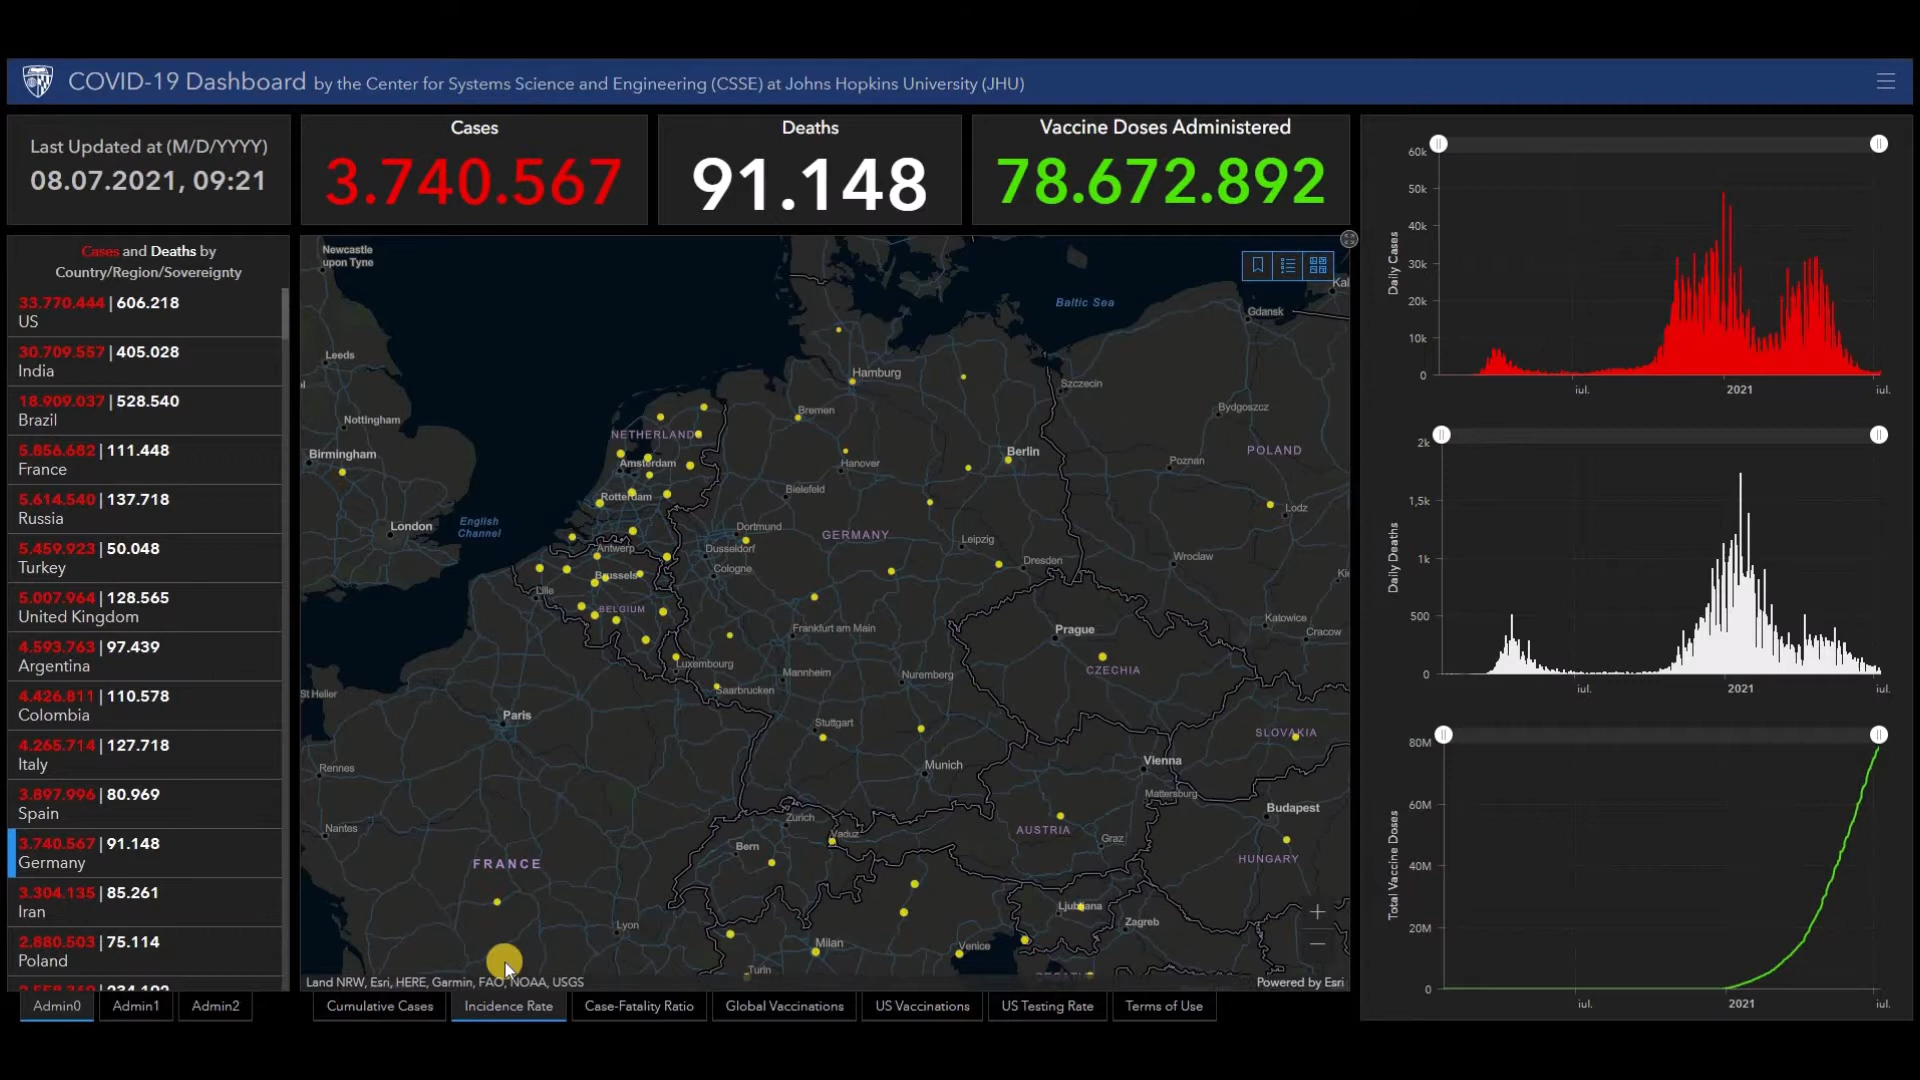 COVID-19 Dashboard by the Center for Systems Science and Engineering (CSSE) at Johns Hopkins University (JHU)
Last Updated at (M/D/YYYY)
08.07.2021, 09:21
Cases
3.740.567
Deaths
91.148
Vaccine Doses Administered
78.672.892
Cases and Deaths by
Country/Region/Sovereignty
33.770.444 | 606.218
US
30.709.557 | 405.028
India
18.909.037 | 528.540
Brazil
5.856.682 | 111.448
France
5.614.540 | 137.718
Russia
5.459.923 | 50.048
Turkey
5.007.964 | 128.565
United Kingdom
4.593.763 | 97.439
Argentina
4.426.811 | 110.578
Colombia
4.265.714 | 127.718
Italy
3.897.996 | 80.969
Spain
3.740.567 | 91.148
Germany
3.304.135 | 85.261
Iran
2.880.503 | 75.114
Poland
Admin0
Admin1
Admin2
Newcastle
upon Tyne
Leeds
Nottingham
Birmingham
London
English
Channel
Baltic Sea
Gdansk
Hamburg
Szczecin
Bremen
Bydgoszcz
NETHERLAND
Amsterdam
Hanover
Berlin
Poznan
POLAND
Rotterdam
Bielefeld
Lodz
Dortmund
GERMANY
Leipzig
Antwerp
Dusseldorf
Cologne
Dresden
Wroclaw
Brussels
Lille
BELGIUM
Frankfurt am Main
Prague
Katowice
Cracow
Luxembourg
Mannheim
Nuremberg
CZECHIA
St Helier
Saarbrucken
Paris
Stuttgart
SLOVAKIA
Rennes
Munich
Vienna
Mattersburg
Nantes
Zurich
Vaduz
Budapest
Bern
AUSTRIA
Graz
FRANCE
HUNGARY
Ljubljana
Zagreb
Lyon
Milan
Venice
Turin
Land NRW, Esri, HERE, Garmin, FAO, NOAA, USGS
Powered by Esri
Cumulative Cases
Incidence Rate
Case-Fatality Ratio
Global Vaccinations
US Vaccinations
US Testing Rate
Terms of Use
Daily Cases
60k
50k
40k
30k
20k
10k
0
iul.
2021
iul.
Daily Deaths
2k
1,5k
1k
500
0
iul.
2021
iul.
Total Vaccine Doses
80M
60M
40M
20M
0
iul.
2021
iul.